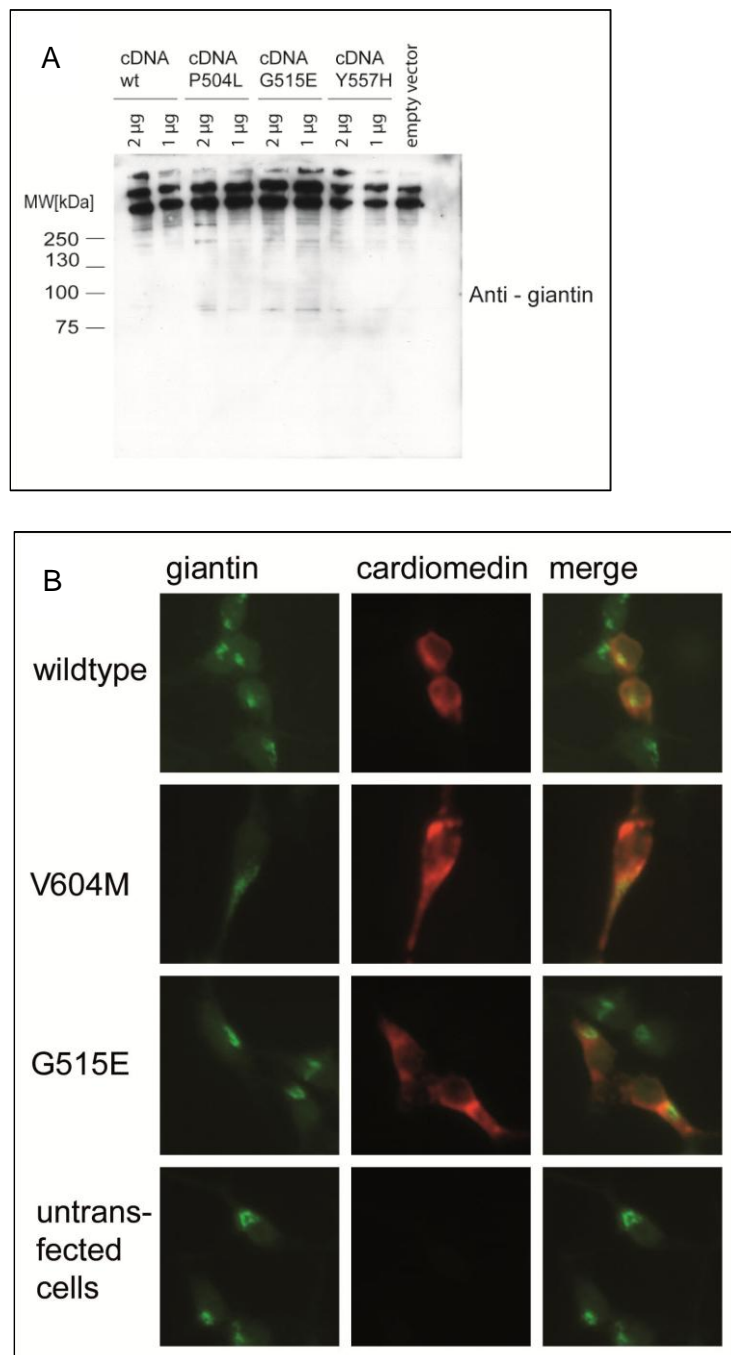 A
cDNA wt
cDNA P504L
cDNA G515E
cDNA Y557H
empty vector
2 µg
1 µg
2 µg
1 µg
2 µg
1 µg
2 µg
1 µg
MW[kDa]
250
130
100
75
Anti - giantin
B
giantin cardiomedin merge
wildtype
V604M
G515E
untrans-
fected
cells